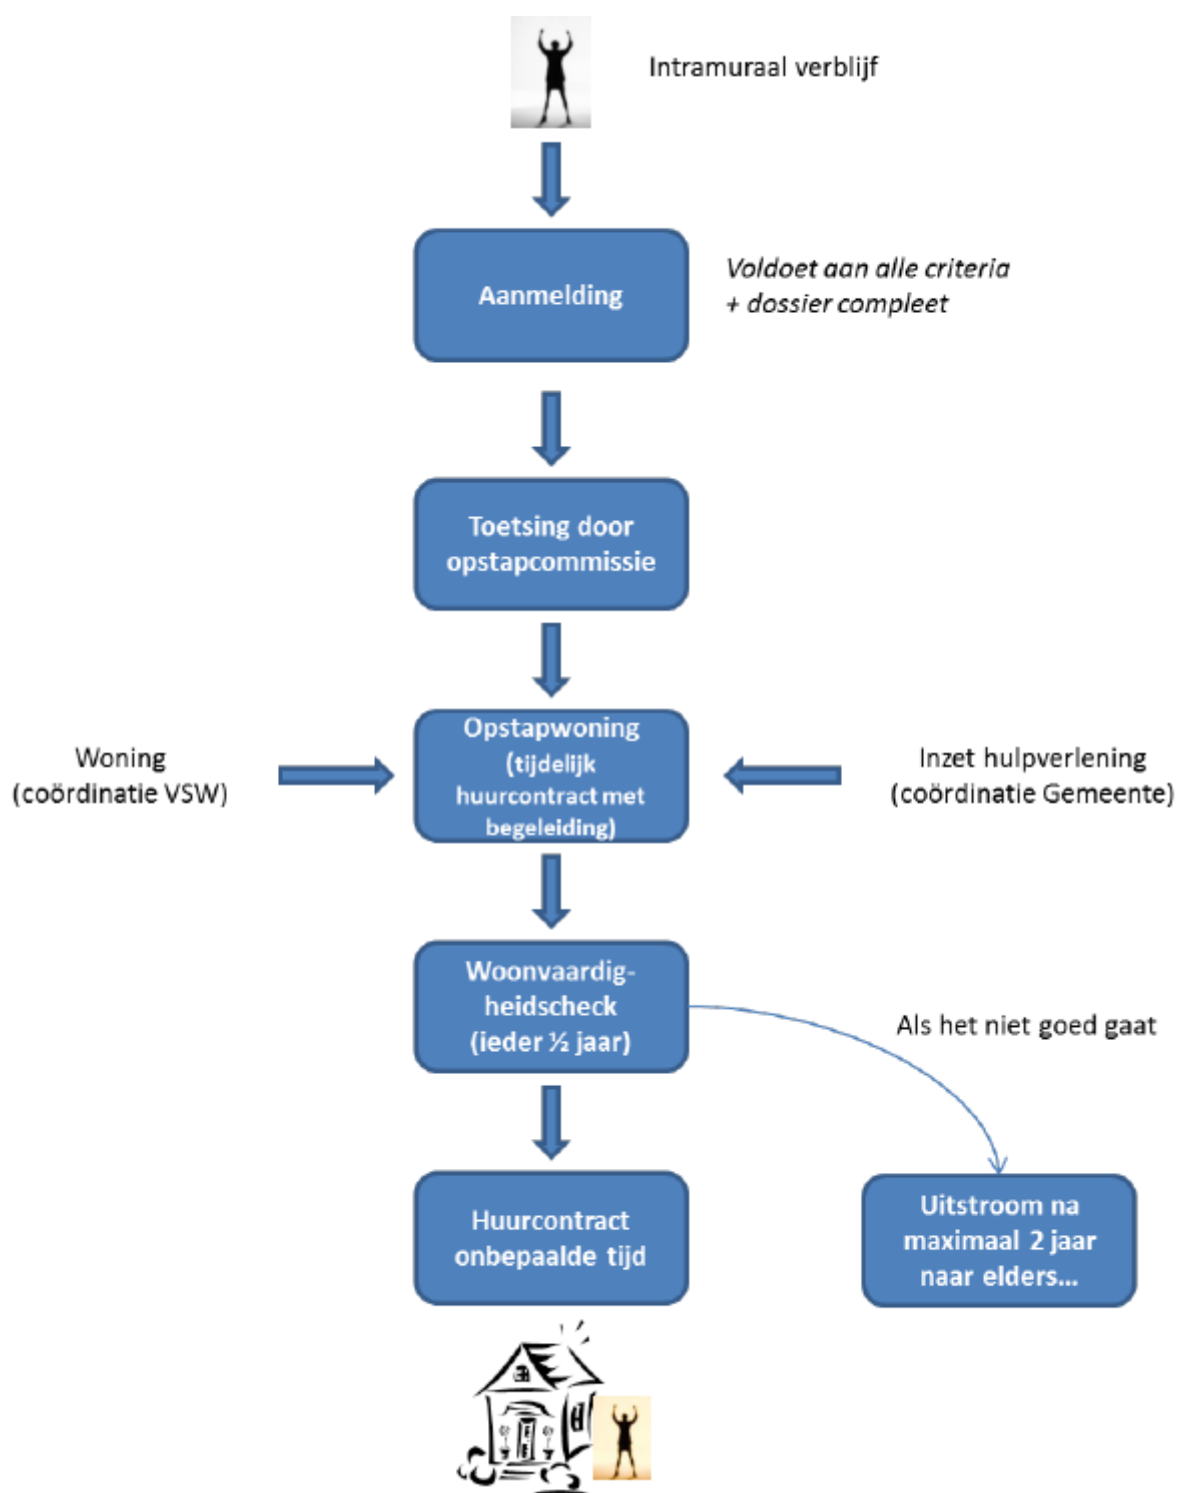 Intramuraal verblijf
Aanmelding
Voldoet aan alle criteria
+ dossier compleet
Toetsing door
opstapcommissie
Woning
(coördinatie VSW)
Opstapwoning
(tijdelijk
huurcontract met
begeleiding)
Inzet hulpverlening
(coördinatie Gemeente)
Woonvaardig-
heidscheck
(ieder ½ jaar)
Als het niet goed gaat
Huurcontract
onbepaalde tijd
Uitstroom na
maximaal 2 jaar
naar elders...